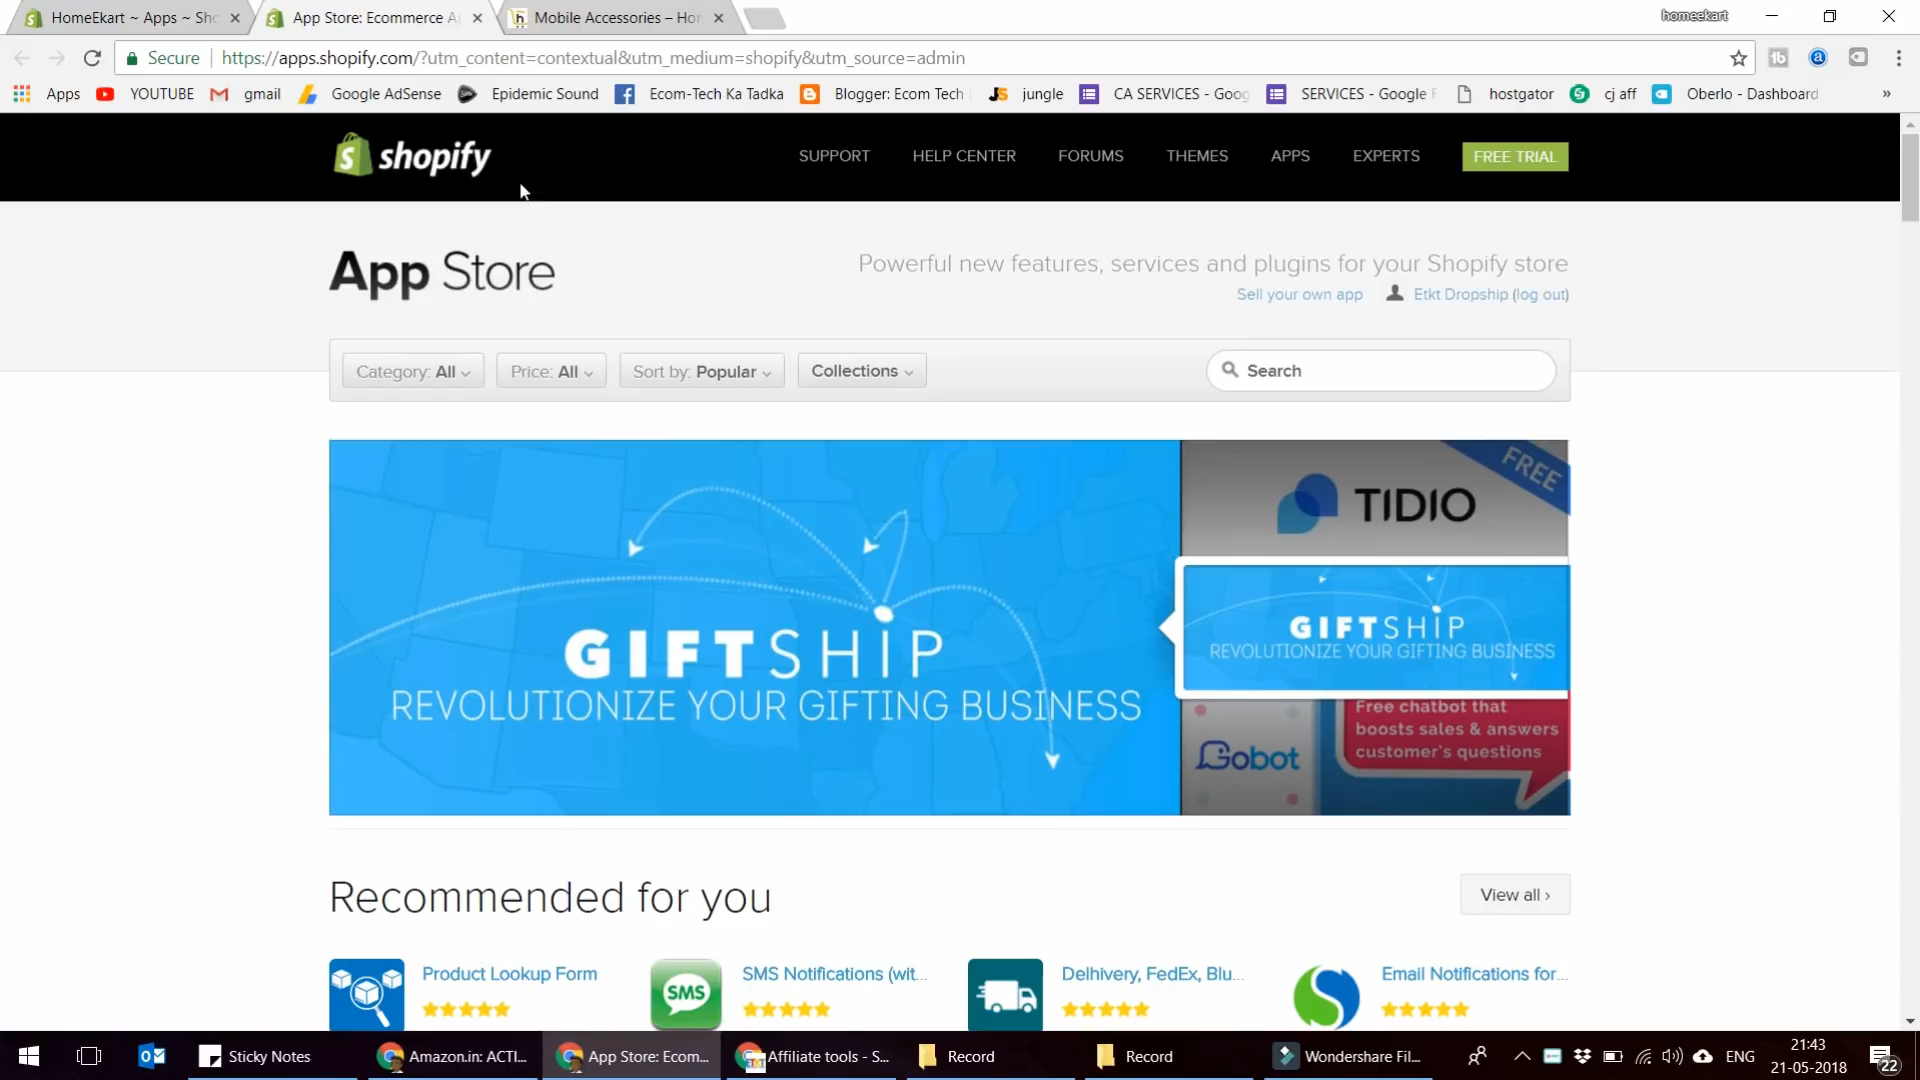 HomeEkart ~ Apps ~ Sho
App Store: Ecommerce A
h Mobile Accessories – Hor
homeekart
Secure
https://apps.shopify.com/?utm_content=contextual&utm_medium=shopify&utm_source=admin
Apps
YOUTUBE
gmail
Google AdSense
Epidemic Sound
Ecom-Tech Ka Tadka
Blogger: Ecom Tech
JS jungle
CA SERVICES - Goog
SERVICES - Google F
hostgator
cj aff
Oberlo - Dashboard
»
shopify
SUPPORT
HELP CENTER
FORUMS
THEMES
APPS
EXPERTS
FREE TRIAL
App Store
Powerful new features, services and plugins for your Shopify store
Sell your own app
Etkt Dropship (log out)
Category: All
Price: All
Sort by: Popular
Collections
Search
GIFTSHIP
REVOLUTIONIZE YOUR GIFTING BUSINESS
TIDIO
FREE
GIFTSHIP
REVOLUTIONIZE YOUR GIFTING BUSINESS
Gobot
Free chatbot that
boosts sales & answers
customer's questions
Recommended for you
View all ›
Product Lookup Form
SMS
SMS Notifications (wit...
Delhivery, FedEx, Blu...
Email Notifications for...
Sticky Notes
Amazon.in: ACTI...
App Store: Ecom...
Affiliate tools - S...
Record
Record
Wondershare Fil...
ENG
21:43
21-05-2018
22